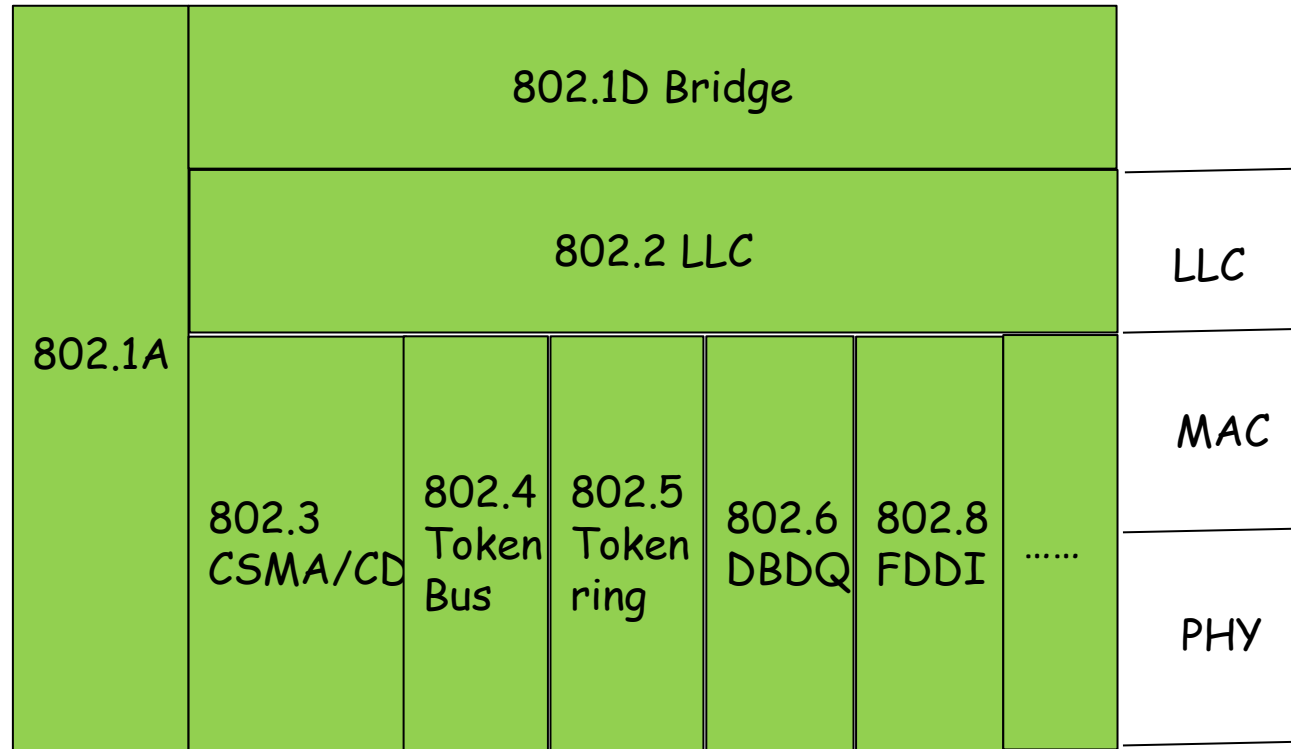 802.1D Bridge
802.2 LLC
LLC
802.1A
MAC
802.3
CSMA/CD
802.4
Token
Bus
802.5
Token
ring
802.6
DBDQ
802.8
FDDI
......
PHY